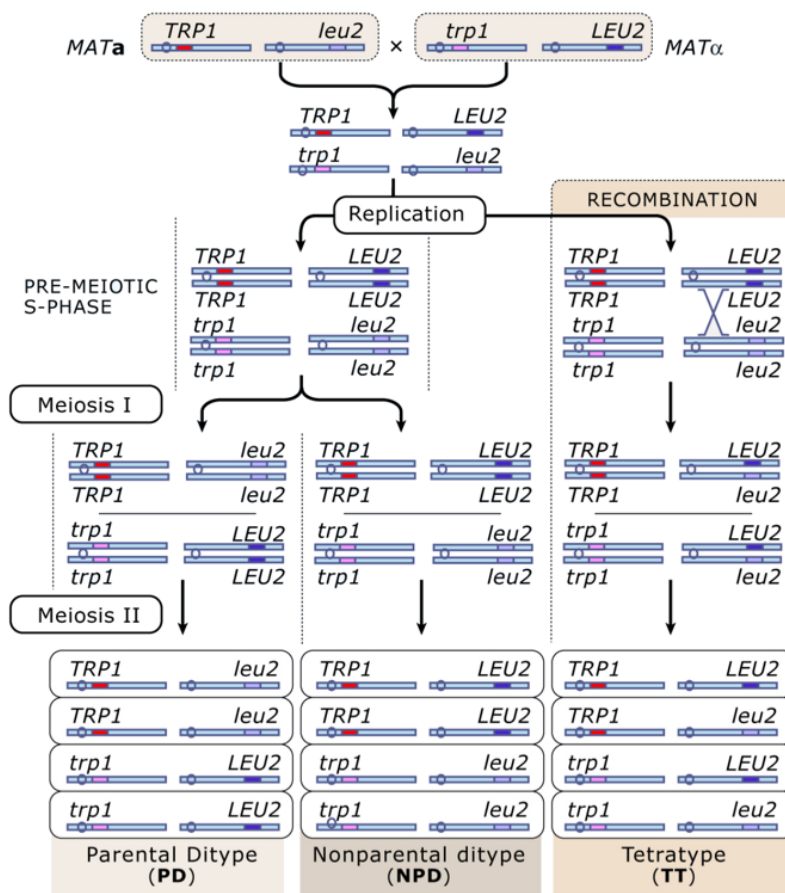 MATa TRP1 leu2 × trp1 LEU2 MATα
TRP1 LEU2
trp1 leu2
Replication
RECOMBINATION
PRE-MEIOTIC
S-PHASE
TRP1 LEU2 TRP1 LEU2
TRP1 LEU2 TRP1 LEU2
trp1 leu2 trp1 leu2
trp1 leu2 trp1 leu2
Meiosis I
TRP1 leu2 TRP1 LEU2 TRP1 LEU2
TRP1 leu2 TRP1 LEU2 TRP1 leu2
trp1 LEU2 trp1 leu2 trp1 LEU2
trp1 LEU2 trp1 leu2 trp1 leu2
Meiosis II
TRP1 leu2 TRP1 LEU2 TRP1 LEU2
TRP1 leu2 TRP1 LEU2 TRP1 leu2
trp1 LEU2 trp1 leu2 trp1 LEU2
trp1 LEU2 trp1 leu2 trp1 leu2
Parental Ditype Nonparental ditype Tetratype
(PD) (NPD) (TT)